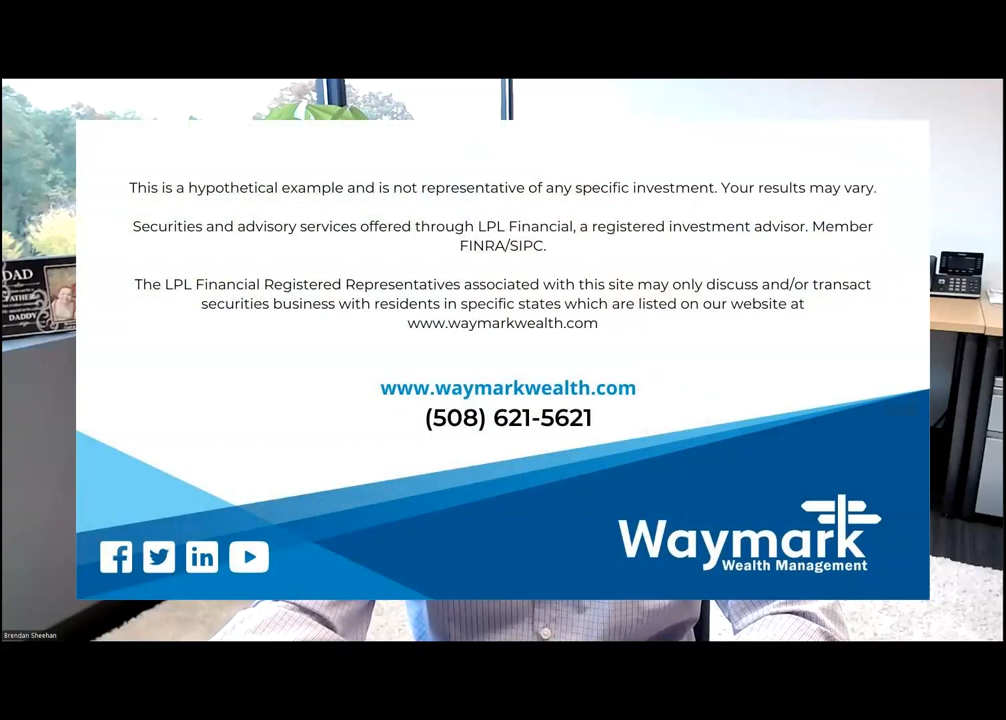 This is a hypothetical example and is not representative of any specific investment. Your results may vary.
Securities and advisory services offered through LPL Financial, a registered investment advisor. Member
FINRA/SIPC.
The LPL Financial Registered Representatives associated with this site may only discuss and/or transact
securities business with residents in specific states which are listed on our website at
www.waymarkwealth.com
DAD
FATHER
DADDY
www.waymarkwealth.com
(508) 621-5621
Waymark
Wealth Management
Brendan Sheehan